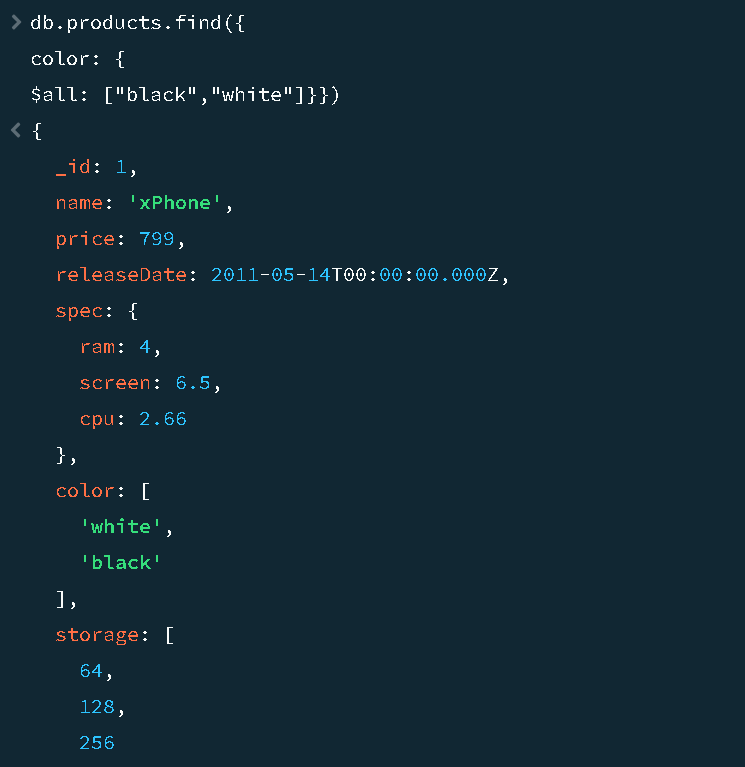 > db.products.find({
color: {
$all: ["black","white"]}})
< {
_id: 1,
name: 'xPhone',
price: 799,
releaseDate: 2011-05-14T00:00:00.000Z,
spec: {
ram: 4,
screen: 6.5,
cpu: 2.66
},
color: [
'white',
'black'
],
storage: [
64,
128,
256